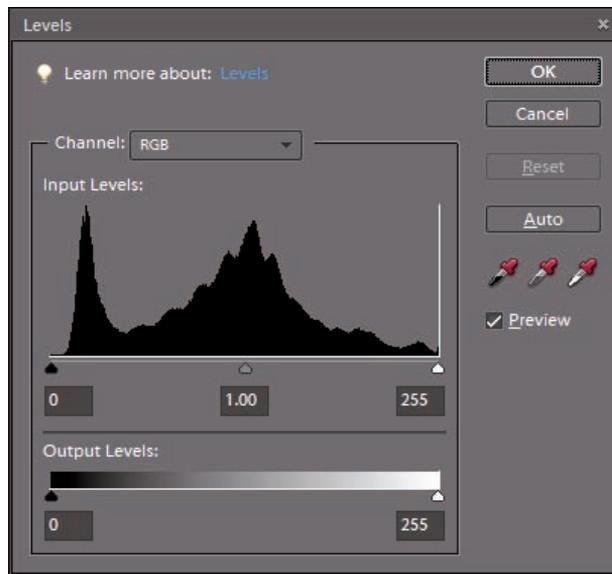 Levels
Learn more about: Levels
OK
Cancel
Channel: RGB
Reset
Input Levels:
Auto
Preview
0 1.00 255
Output Levels:
0 255